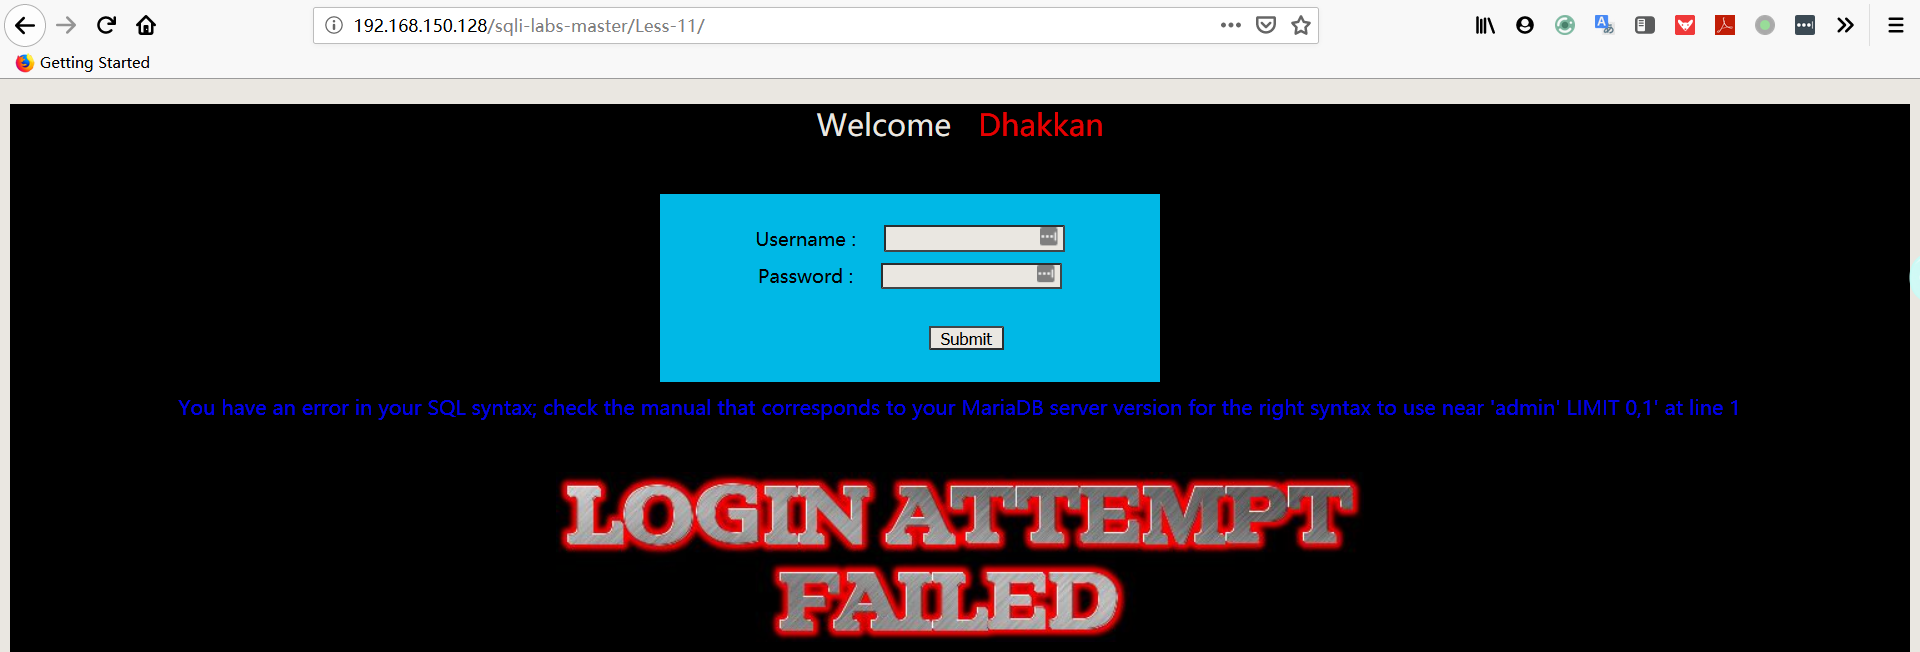 192.168.150.128/sqli-labs-master/Less-11/
Getting Started
Welcome Dhakkan
Username :
Password :
Submit
You have an error in your SQL syntax; check the manual that corresponds to your MariaDB server version for the right syntax to use near 'admin' LIMIT 0,1' at line 1
LOGIN ATTEMPT
FAILED